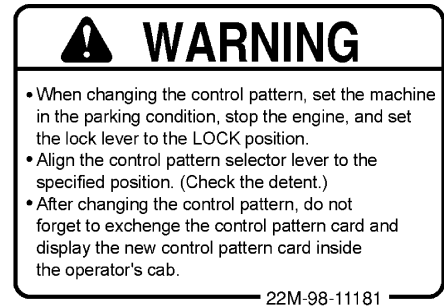 WARNING
• When changing the control pattern, set the machine
in the parking condition, stop the engine, and set
the lock lever to the LOCK position.
• Align the control pattern selector lever to the
specified position. (Check the detent.)
• After changing the control pattern, do not
forget to exchenge the control pattern card and
display the new control pattern card inside
the operator's cab.
22M-98-11181